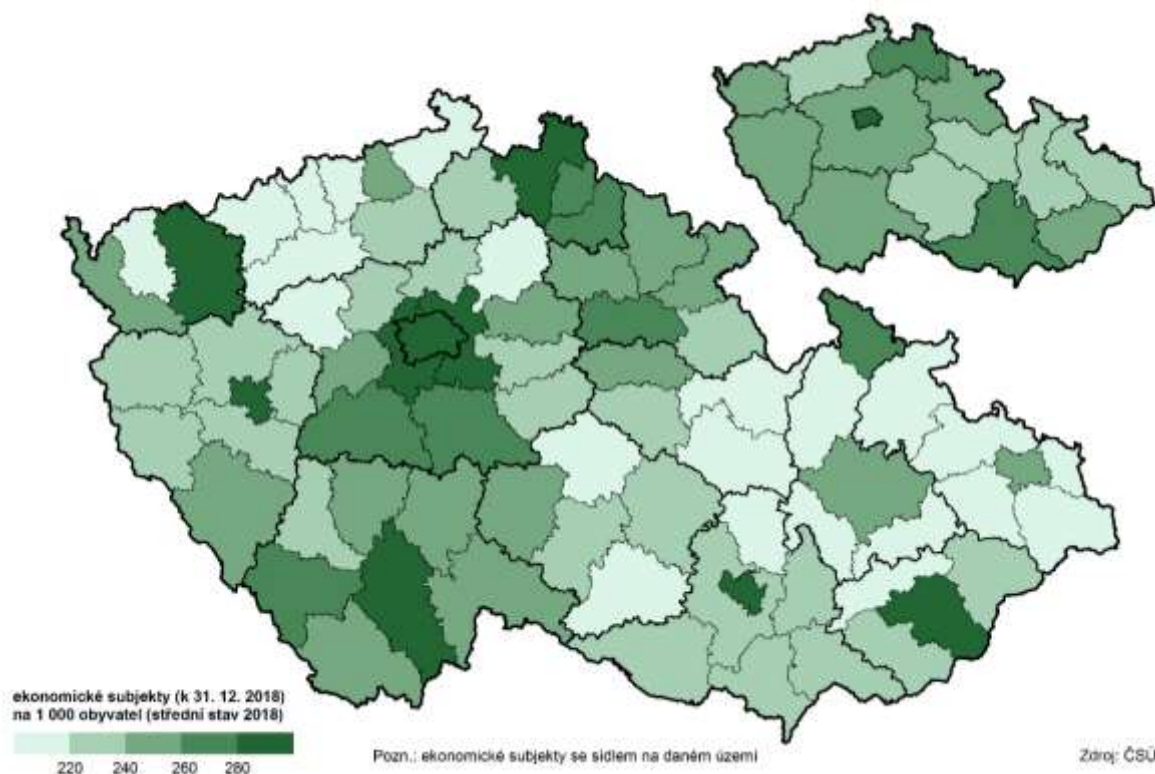 ekonomické subjekty (k 31. 12. 2018)
na 1 000 obyvatel (střední stav 2018)
220 240 260 280
Pozn.: ekonomické subjekty se sídlem na daném území
Zdroj: ČSÚ